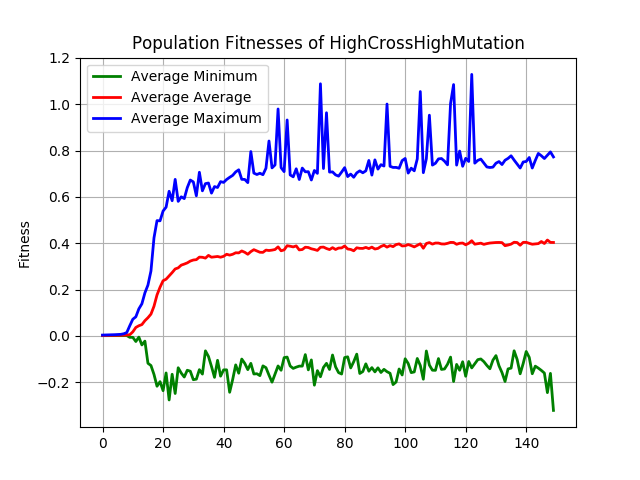 Population Fitnesses of HighCrossHighMutation
Average Minimum
Average Average
Average Maximum
Fitness
1.2
1.0
0.8
0.6
0.4
0.2
0.0
−0.2
0 20 40 60 80 100 120 140